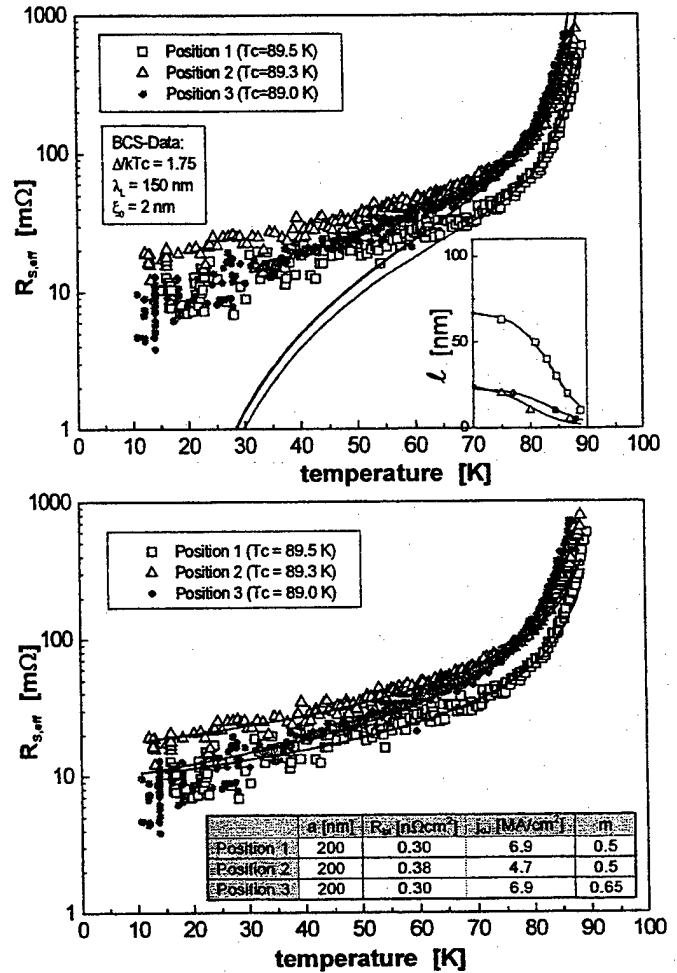 1000
Position 1 (Tc=89.5 K)
Position 2 (Tc=89.3 K)
Position 3 (Tc=89.0 K)
BCS-Data:
Δ/kTc = 1.75
λL = 150 nm
ξ0 = 2 nm
100
10
1
Rs,eff [mΩ]
100
50
0
ℓ [nm]
70 80 90
0 10 20 30 40 50 60 70 80 90 100
temperature [K]
1000
Position 1 (Tc = 89.5 K)
Position 2 (Tc = 89.3 K)
Position 3 (Tc = 89.0 K)
100
10
1
Rs,eff [mΩ]
a [nm] [nΩcm²] [MA/cm²] m
Position 1 200 0.30 6.9 0.5
Position 2 200 0.38 4.7 0.5
Position 3 200 0.30 6.9 0.65
0 10 20 30 40 50 60 70 80 90 100
temperature [K]